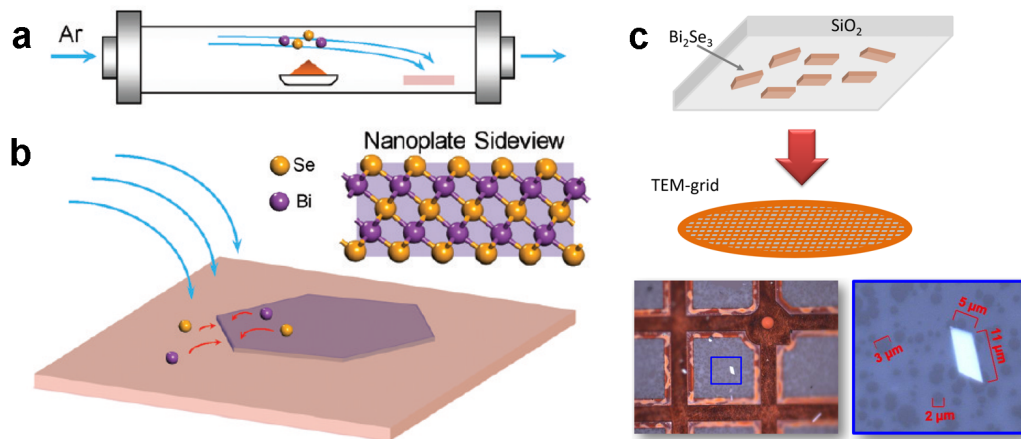 a
Ar
b
Se
Bi
Nanoplate Sideview
c
Bi₂Se₃
SiO₂
TEM-grid
5 μm
11 μm
3 μm
2 μm